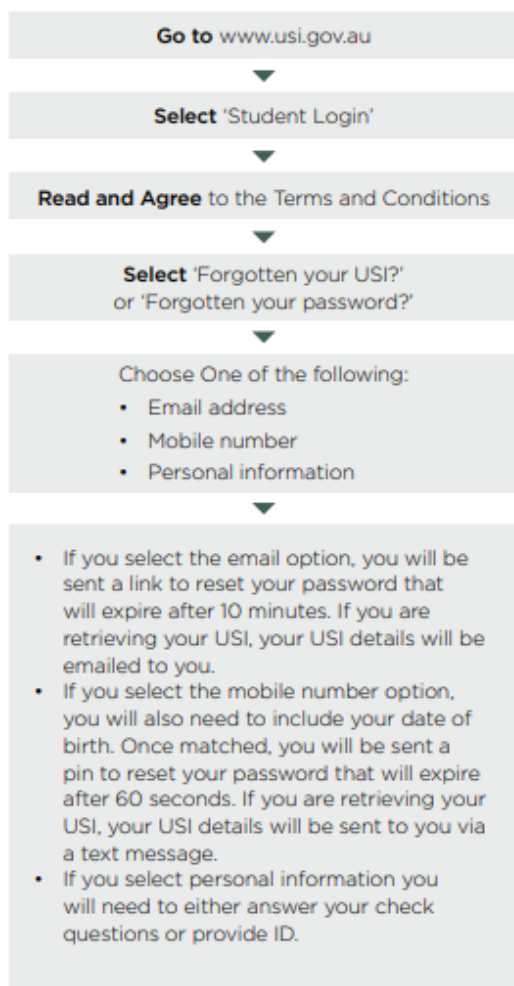 Go to www.usi.gov.au
Select 'Student Login'
Read and Agree to the Terms and Conditions
Select 'Forgotten your USI?'
or 'Forgotten your password?'
Choose One of the following:
• Email address
• Mobile number
• Personal information
• If you select the email option, you will be
sent a link to reset your password that
will expire after 10 minutes. If you are
retrieving your USI, your USI details will be
emailed to you.
• If you select the mobile number option,
you will also need to include your date of
birth. Once matched, you will be sent a
pin to reset your password that will expire
after 60 seconds. If you are retrieving your
USI, your USI details will be sent to you via
a text message.
• If you select personal information you
will need to either answer your check
questions or provide ID.